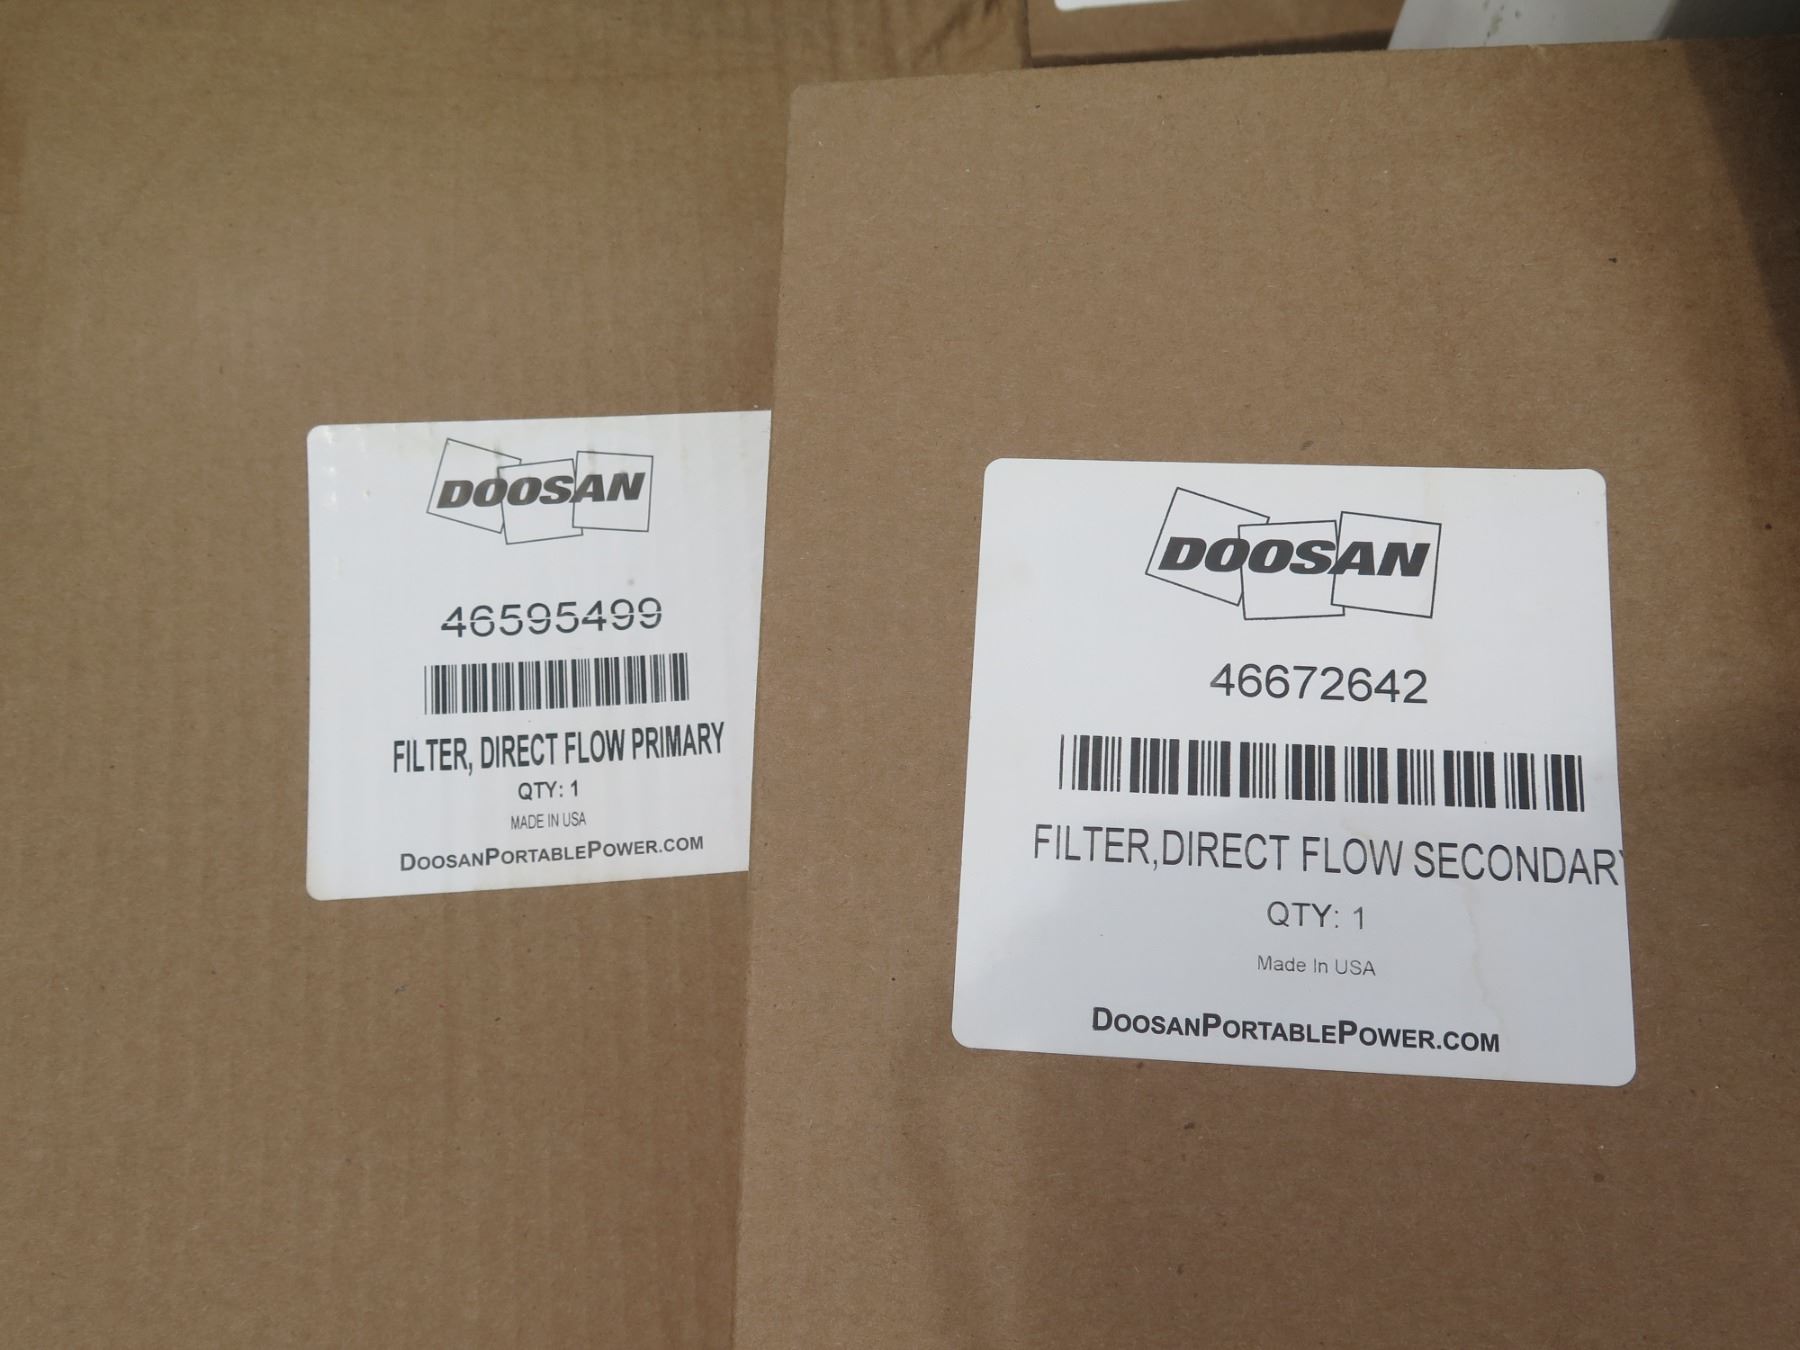 DOOSAN
46595499
FILTER, DIRECT FLOW PRIMARY
QTY: 1
MADE IN USA
DOOSANPORTABLEPOWER.COM
DOOSAN
46672642
FILTER,DIRECT FLOW SECONDARY
QTY: 1
Made In USA
DOOSANPORTABLEPOWER.COM